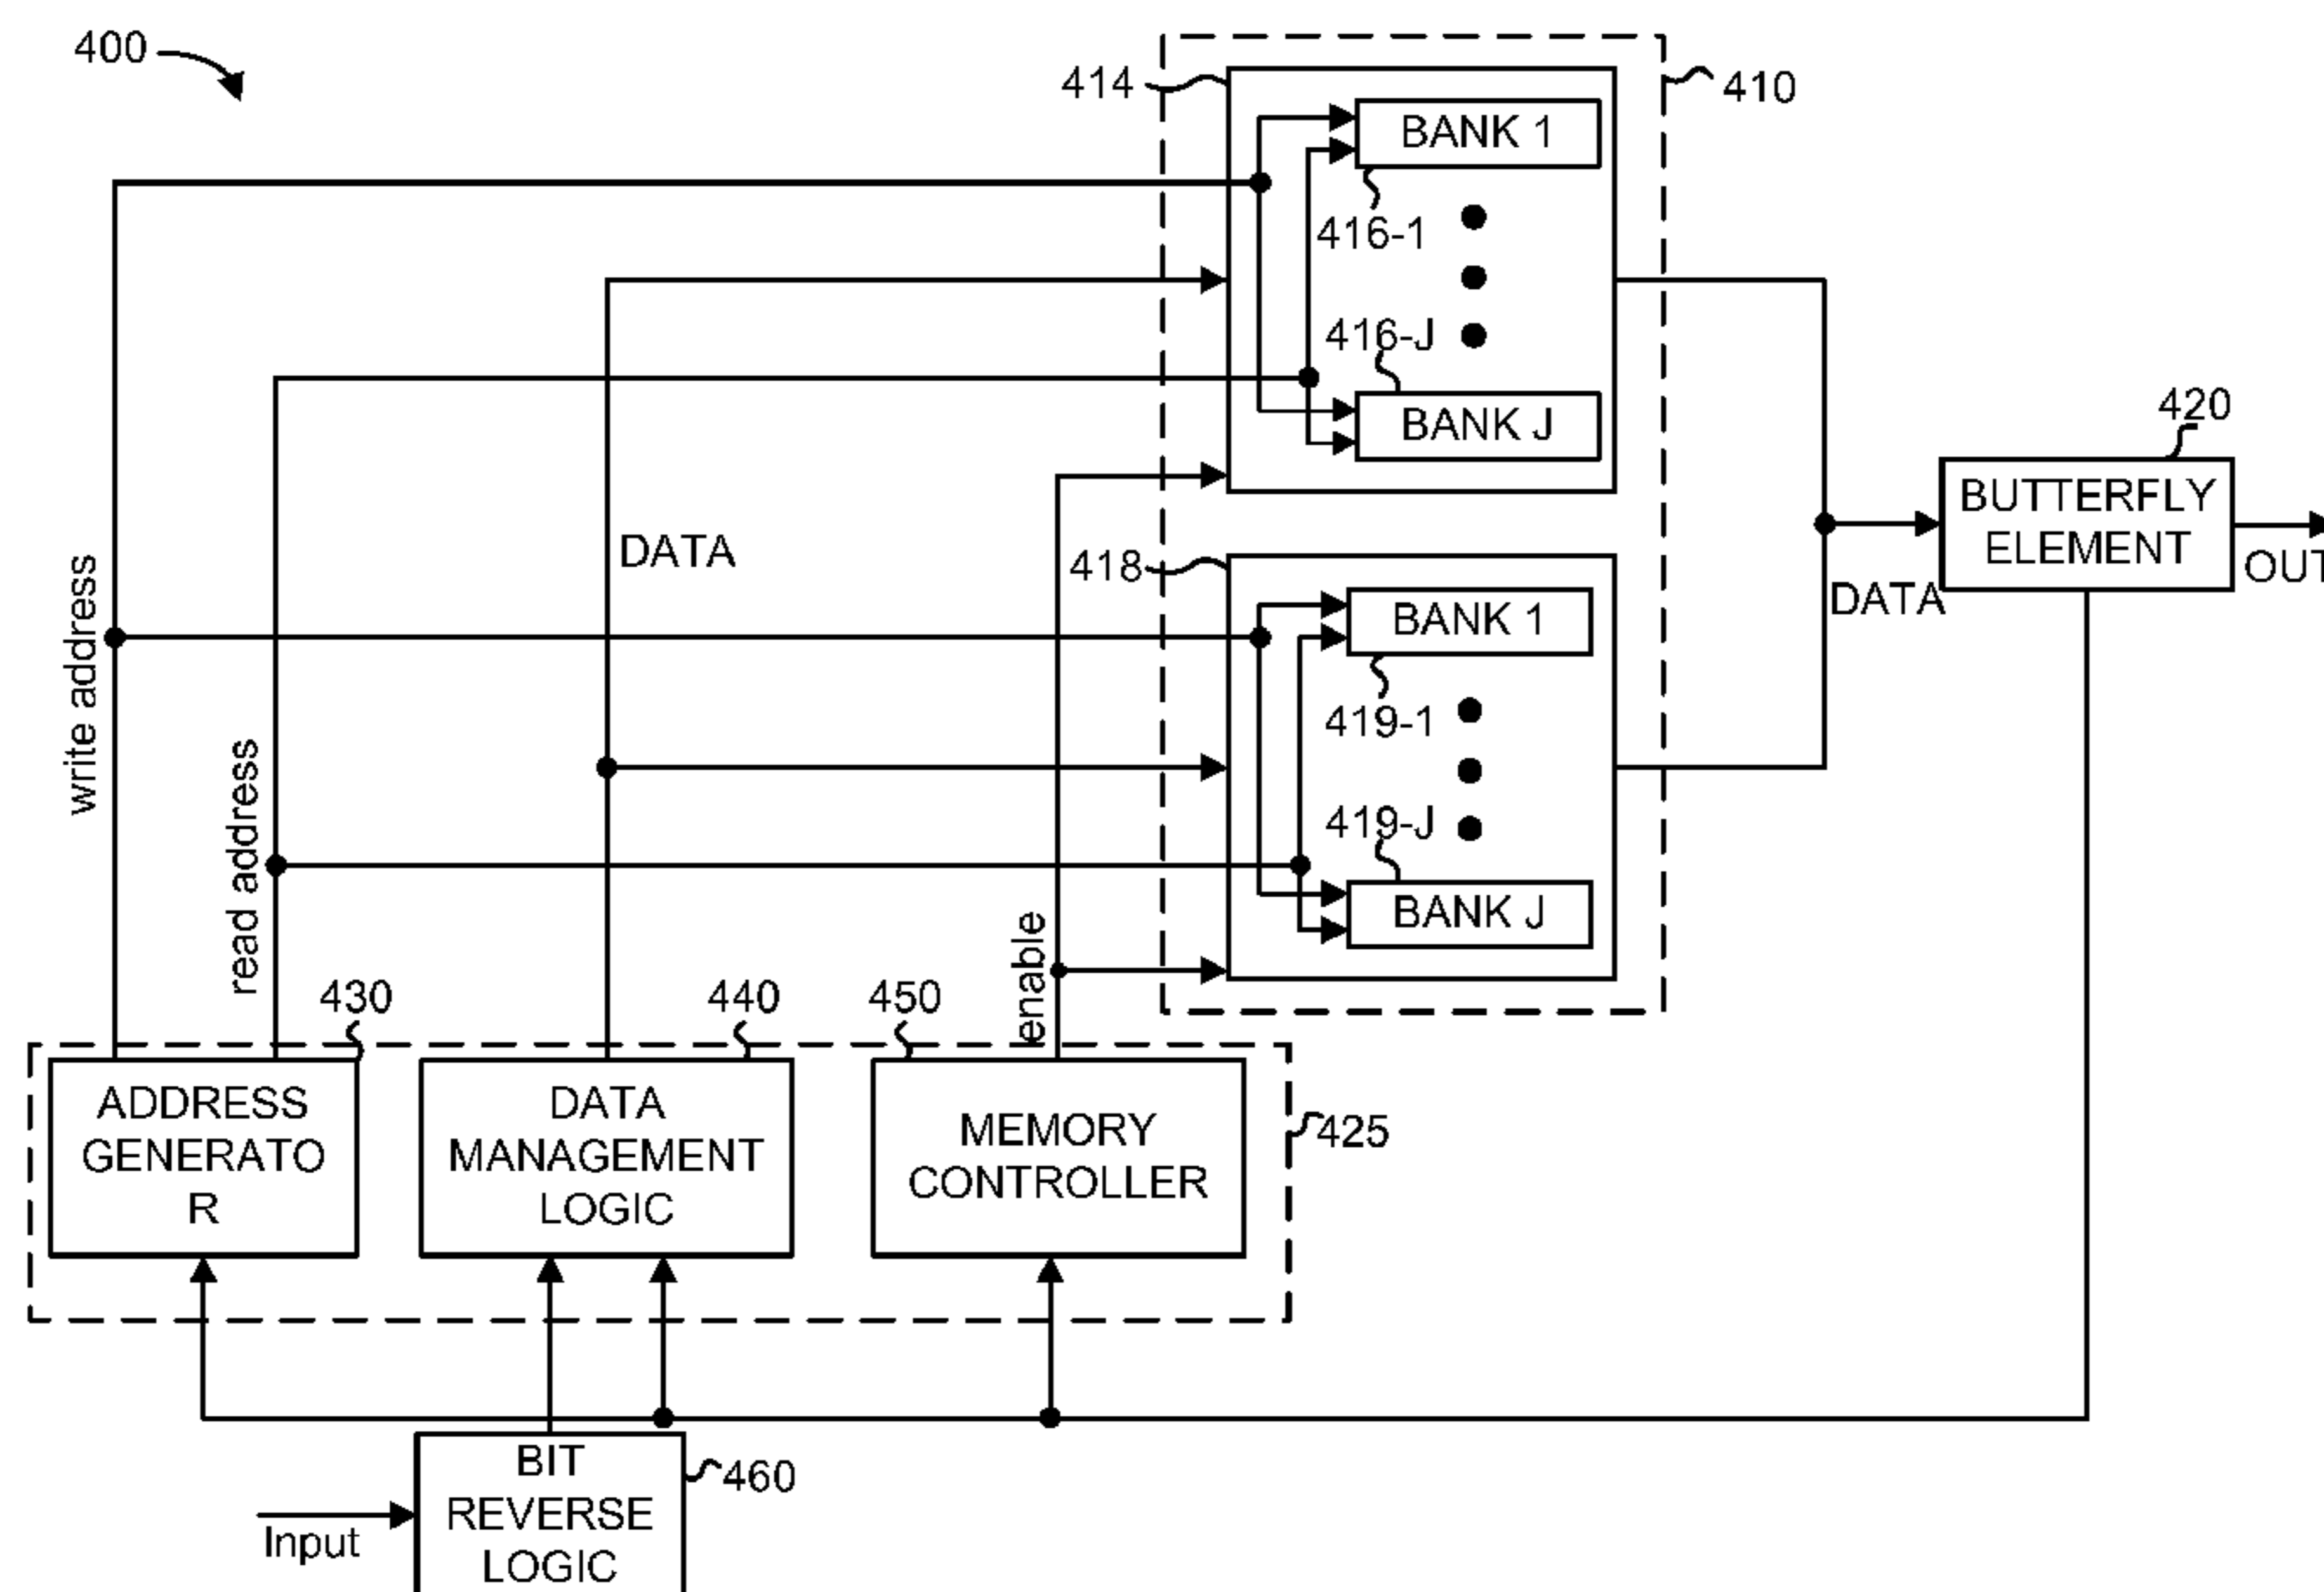 400
414
410
BANK 1
416-1
416-J
BANK J
420
BUTTERFLY
ELEMENT
OUT
DATA
DATA
418
BANK 1
419-1
419-J
BANK J
write address
read address
enable
430
440
450
ADDRESS
GENERATO
R
DATA
MANAGEMENT
LOGIC
MEMORY
CONTROLLER
425
BIT
REVERSE
LOGIC
460
Input